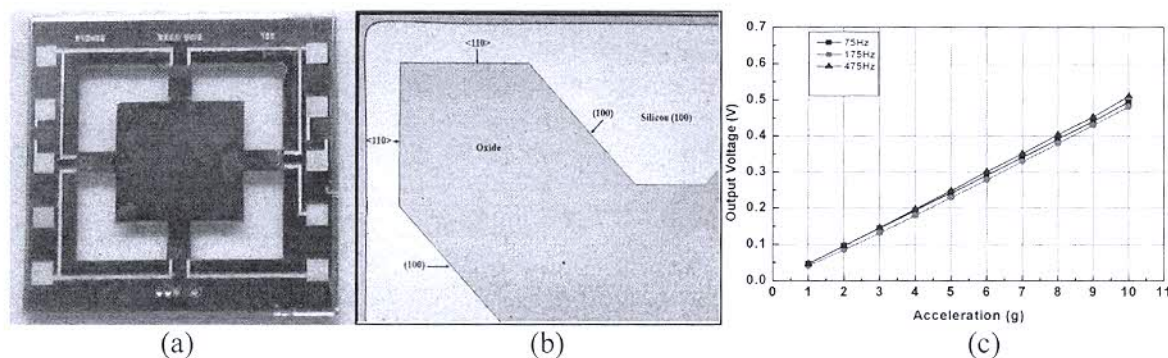 <110>
<110>
(100)
Silicon (100)
Oxide
(100)
75Hz
175Hz
475Hz
Output Voltage (V)
0.7
0.6
0.5
0.4
0.3
0.2
0.1
0.0
0 1 2 3 4 5 6 7 8 9 10 11
Acceleration (g)
(a) (b) (c)